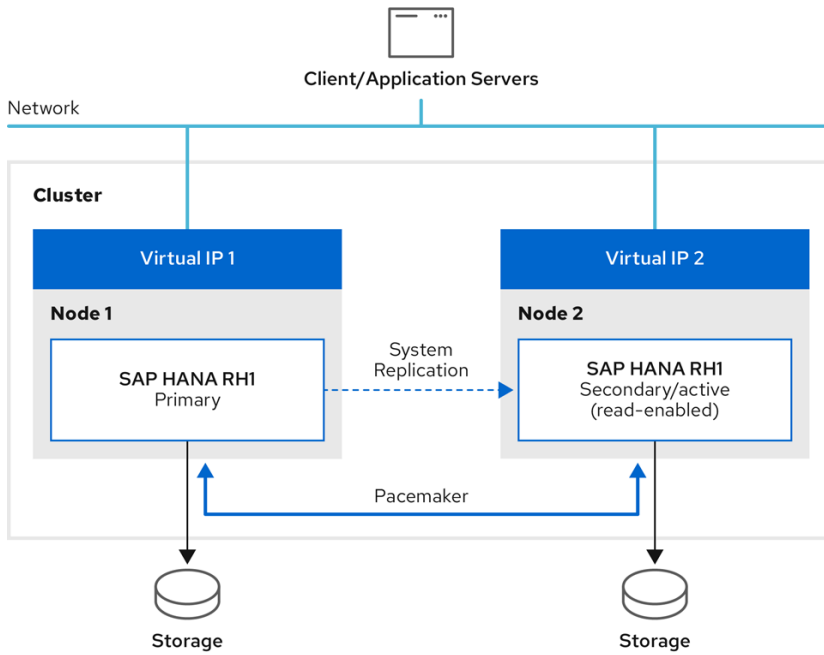 Client/Application Servers
Network
Cluster
Virtual IP 1
Virtual IP 2
Node 1
Node 2
SAP HANA RH1
Primary
System
Replication
SAP HANA RH1
Secondary/active
(read-enabled)
Pacemaker
Storage
Storage